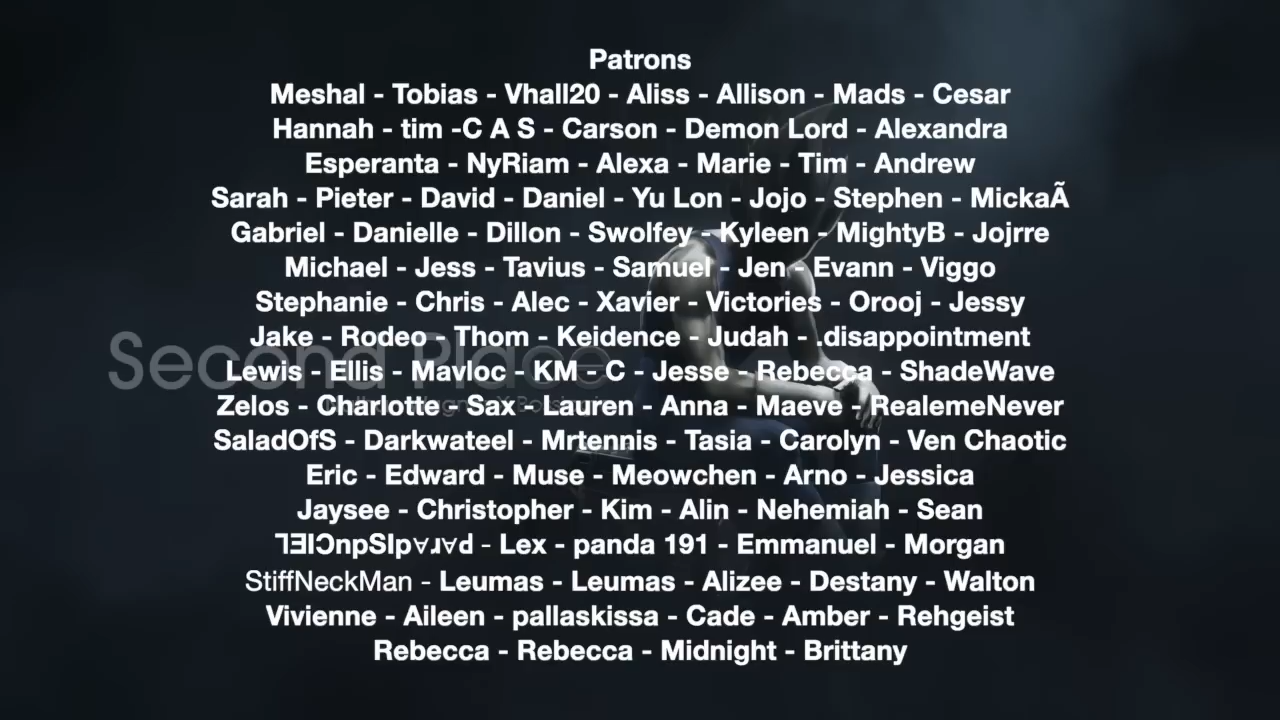 Patrons
Meshal - Tobias - Vhall20 - Aliss - Allison - Mads - Cesar
Hannah - tim -C A S - Carson - Demon Lord - Alexandra
Esperanta - NyRiam - Alexa - Marie - Tim - Andrew
Sarah - Pieter - David - Daniel - Yu Lon - Jojo - Stephen - MickaÃ
Gabriel - Danielle - Dillon - Swolfey - Kyleen - MightyB - Jojrre
Michael - Jess - Tavius - Samuel - Jen - Evann - Viggo
Stephanie - Chris - Alec - Xavier - Victories - Orooj - Jessy
Jake - Rodeo - Thom - Keidence - Judah - .disappointment
Second Place
Lewis - Ellis - Mavloc - KM - C - Jesse - Rebecca - ShadeWave
Zelos - Charlotte - Sax - Lauren - Anna - Maeve - RealemeNever
SaladOfS - Darkwateel - Mrtennis - Tasia - Carolyn - Ven Chaotic
Eric - Edward - Muse - Meowchen - Arno - Jessica
Jaysee - Christopher - Kim - Alin - Nehemiah - Sean
- Lex - panda 191 - Emmanuel - Morgan
StiffNeckMan - Leumas - Leumas - Alizee - Destany - Walton
Vivienne - Aileen - pallaskissa - Cade - Amber - Rehgeist
Rebecca - Rebecca - Midnight - Brittany